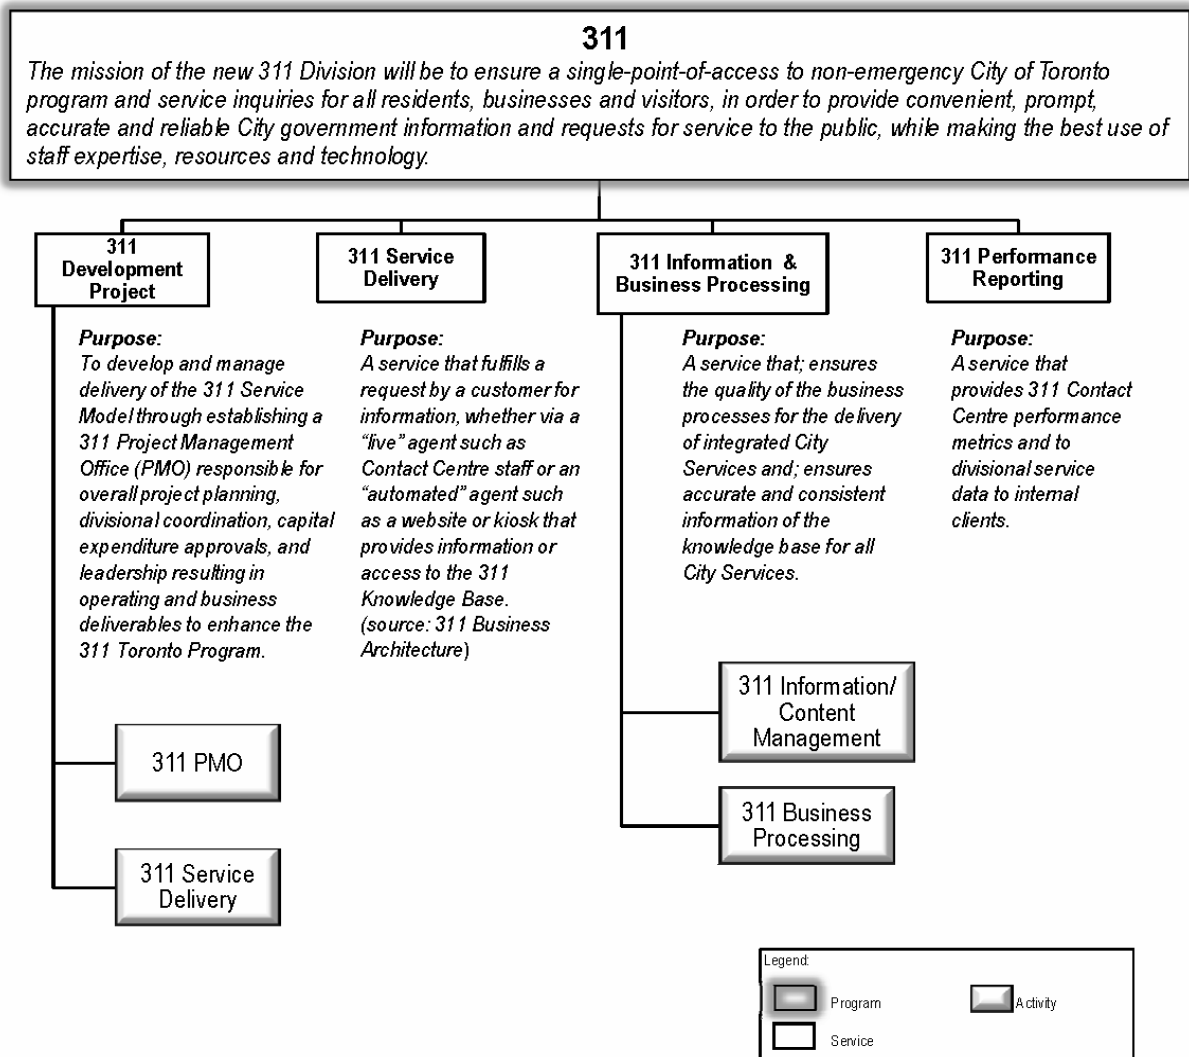 311
The mission of the new 311 Division will be to ensure a single-point-of-access to non-emergency City of Toronto
program and service inquiries for all residents, businesses and visitors, in order to provide convenient, prompt,
accurate and reliable City government information and requests for service to the public, while making the best use of
staff expertise, resources and technology.
311
Development
Project
311 Service
Delivery
311 Information &
Business Processing
311 Performance
Reporting
Purpose:
To develop and manage
delivery of the 311 Service
Model through establishing a
311 Project Management
Office (PMO) responsible for
overall project planning,
divisional coordination, capital
expenditure approvals, and
leadership resulting in
operating and business
deliverables to enhance the
311 Toronto Program.
Purpose:
A service that fulfills a
request by a customer for
information, whether via a
"live" agent such as
Contact Centre staff or an
"automated" agent such
as a website or kiosk that
provides information or
access to the 311
Knowledge Base.
(source: 311 Business
Architecture)
Purpose:
A service that; ensures
the quality of the business
processes for the delivery
of integrated City
Services and; ensures
accurate and consistent
information of the
knowledge base for all
City Services.
Purpose:
A service that
provides 311 Contact
Centre performance
metrics and to
divisional service
data to internal
clients.
311 PMO
311 Service
Delivery
311 Information/
Content
Management
311 Business
Processing
Legend:
Program
Activity
Service